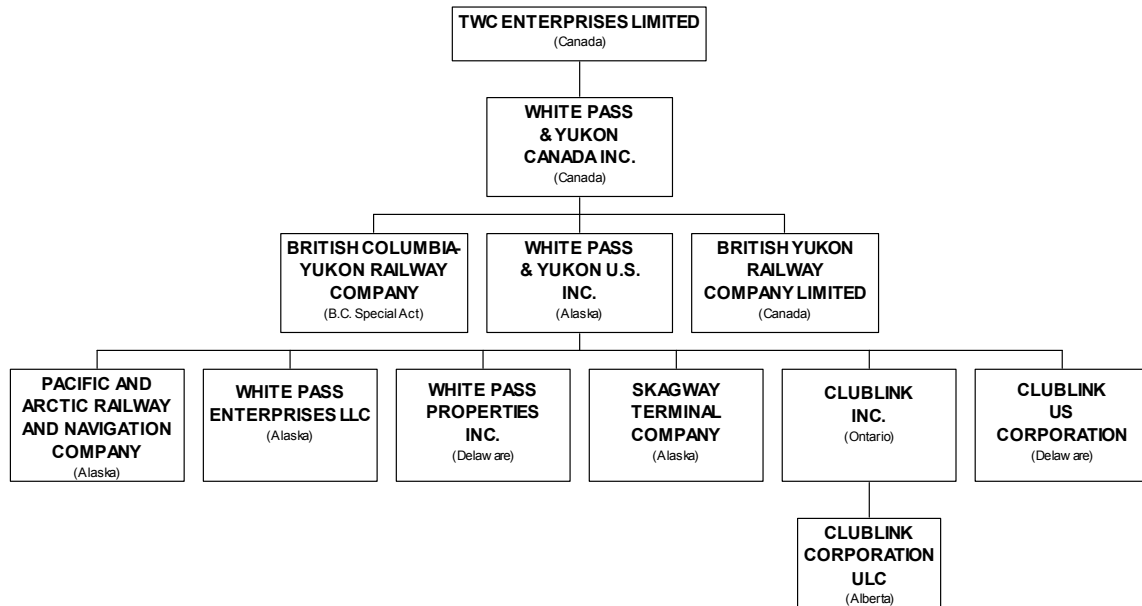 TWC ENTERPRISES LIMITED
(Canada)
WHITE PASS
& YUKON
CANADA INC.
(Canada)
BRITISH COLUMBIA-
YUKON RAILWAY
COMPANY
(B.C. Special Act)
WHITE PASS
& YUKON U.S.
INC.
(Alaska)
BRITISH YUKON
RAILWAY
COMPANY LIMITED
(Canada)
PACIFIC AND
ARCTIC RAILWAY
AND NAVIGATION
COMPANY
(Alaska)
WHITE PASS
ENTERPRISES LLC
(Alaska)
WHITE PASS
PROPERTIES
INC.
(Delaware)
SKAGWAY
TERMINAL
COMPANY
(Alaska)
CLUBLINK
INC.
(Ontario)
CLUBLINK
US
CORPORATION
(Delaware)
CLUBLINK
CORPORATION
ULC
(Alberta)